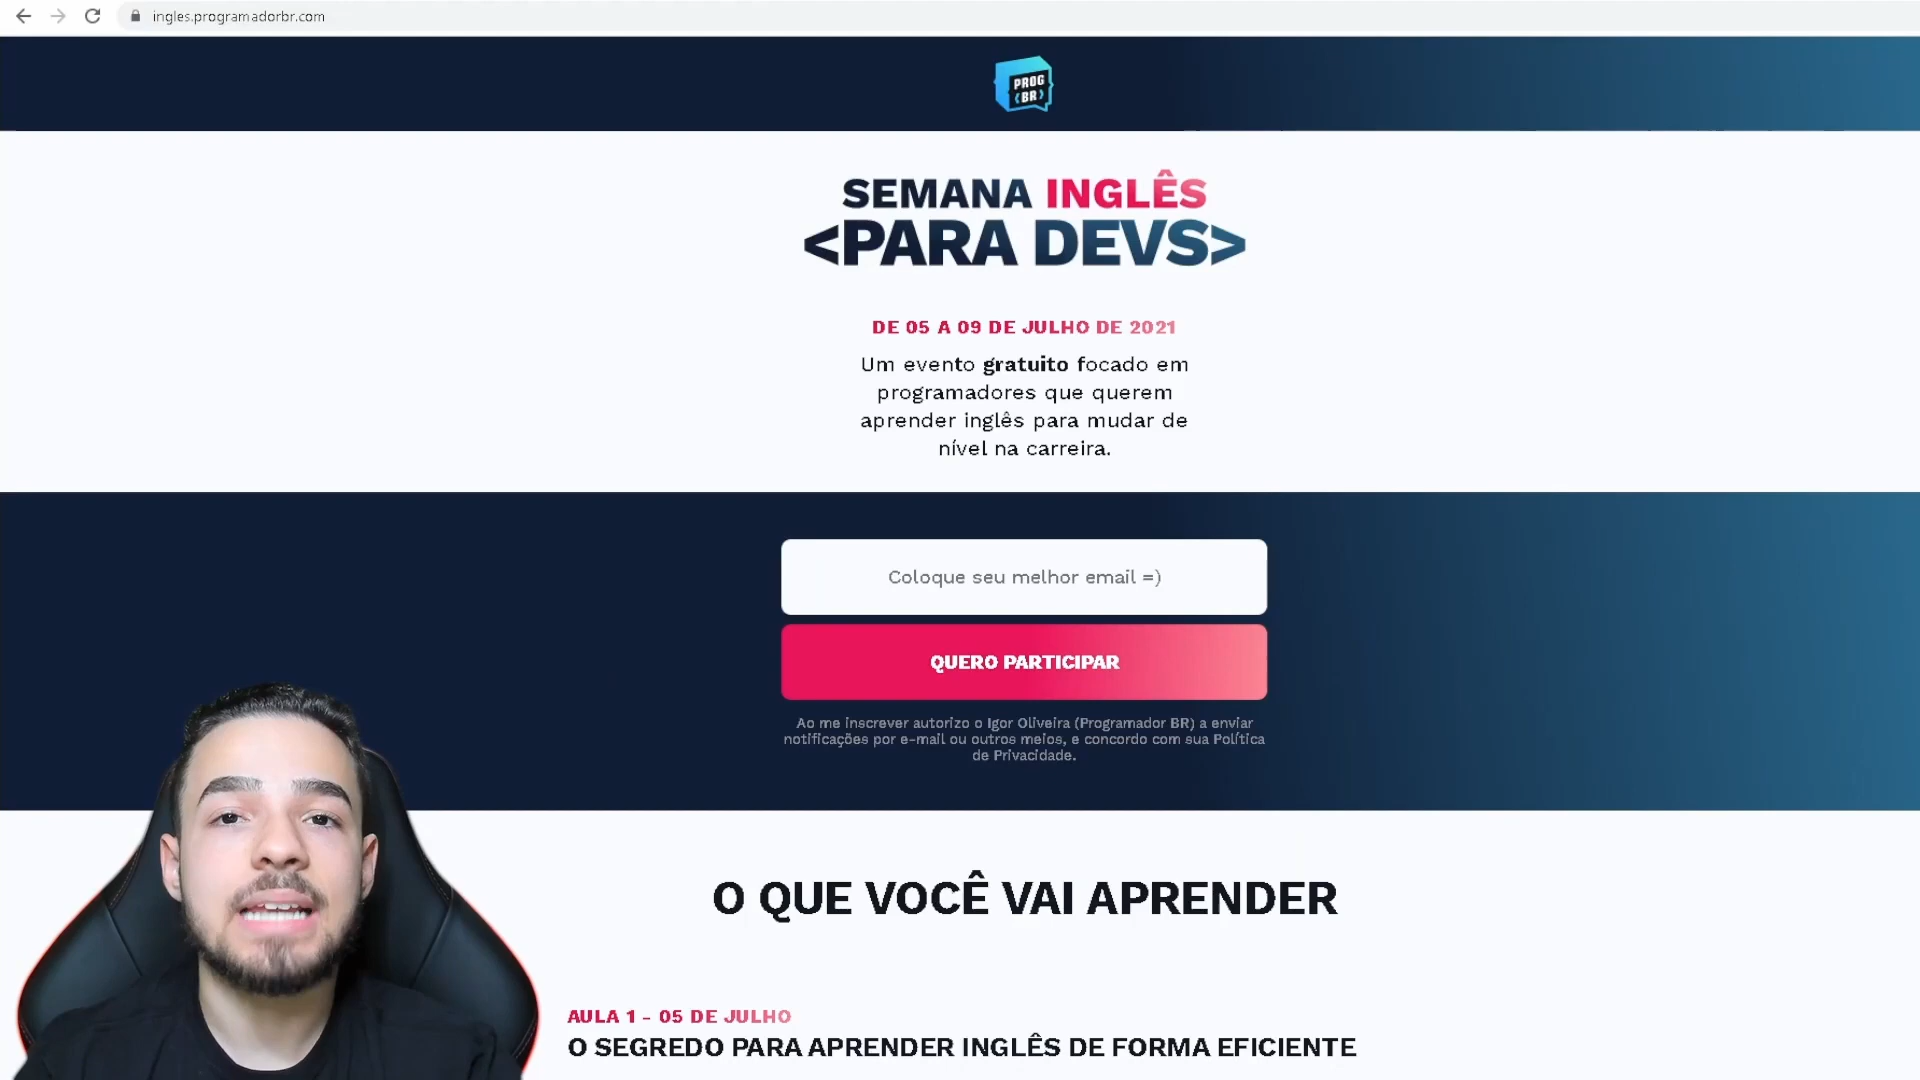 ingles.programadorbr.com
PROG
{BR}
SEMANA INGLÊS
<PARA DEVS>
DE 05 A 09 DE JULHO DE 2021
Um evento gratuito focado em
programadores que querem
aprender inglês para mudar de
nível na carreira.
Coloque seu melhor email =)
QUERO PARTICIPAR
Ao me inscrever autorizo o Igor Oliveira (Programador BR) a enviar
notificações por e-mail ou outros meios, e concordo com sua Política
de Privacidade.
O QUE VOCÊ VAI APRENDER
AULA 1 - 05 DE JULHO
O SEGREDO PARA APRENDER INGLÊS DE FORMA EFICIENTE